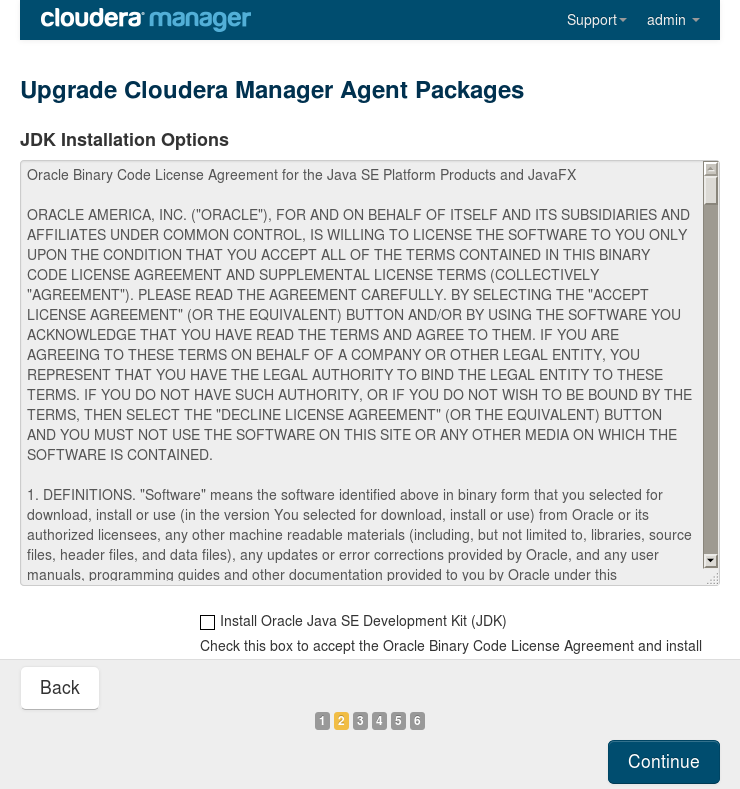 cloudera manager Support admin
Upgrade Cloudera Manager Agent Packages
JDK Installation Options
Oracle Binary Code License Agreement for the Java SE Platform Products and JavaFX
ORACLE AMERICA, INC. ("ORACLE"), FOR AND ON BEHALF OF ITSELF AND ITS SUBSIDIARIES AND
AFFILIATES UNDER COMMON CONTROL, IS WILLING TO LICENSE THE SOFTWARE TO YOU ONLY
UPON THE CONDITION THAT YOU ACCEPT ALL OF THE TERMS CONTAINED IN THIS BINARY
CODE LICENSE AGREEMENT AND SUPPLEMENTAL LICENSE TERMS (COLLECTIVELY
"AGREEMENT"). PLEASE READ THE AGREEMENT CAREFULLY. BY SELECTING THE "ACCEPT
LICENSE AGREEMENT" (OR THE EQUIVALENT) BUTTON AND/OR BY USING THE SOFTWARE YOU
ACKNOWLEDGE THAT YOU HAVE READ THE TERMS AND AGREE TO THEM. IF YOU ARE
AGREEING TO THESE TERMS ON BEHALF OF A COMPANY OR OTHER LEGAL ENTITY, YOU
REPRESENT THAT YOU HAVE THE LEGAL AUTHORITY TO BIND THE LEGAL ENTITY TO THESE
TERMS. IF YOU DO NOT HAVE SUCH AUTHORITY, OR IF YOU DO NOT WISH TO BE BOUND BY THE
TERMS, THEN SELECT THE "DECLINE LICENSE AGREEMENT" (OR THE EQUIVALENT) BUTTON
AND YOU MUST NOT USE THE SOFTWARE ON THIS SITE OR ANY OTHER MEDIA ON WHICH THE
SOFTWARE IS CONTAINED.
1. DEFINITIONS. "Software" means the software identified above in binary form that you selected for
download, install or use (in the version You selected for download, install or use) from Oracle or its
authorized licensees, any other machine readable materials (including, but not limited to, libraries, source
files, header files, and data files), any updates or error corrections provided by Oracle, and any user
manuals, programming guides and other documentation provided to you by Oracle under this
Install Oracle Java SE Development Kit (JDK)
Check this box to accept the Oracle Binary Code License Agreement and install
Back
1 2 3 4 5 6
Continue